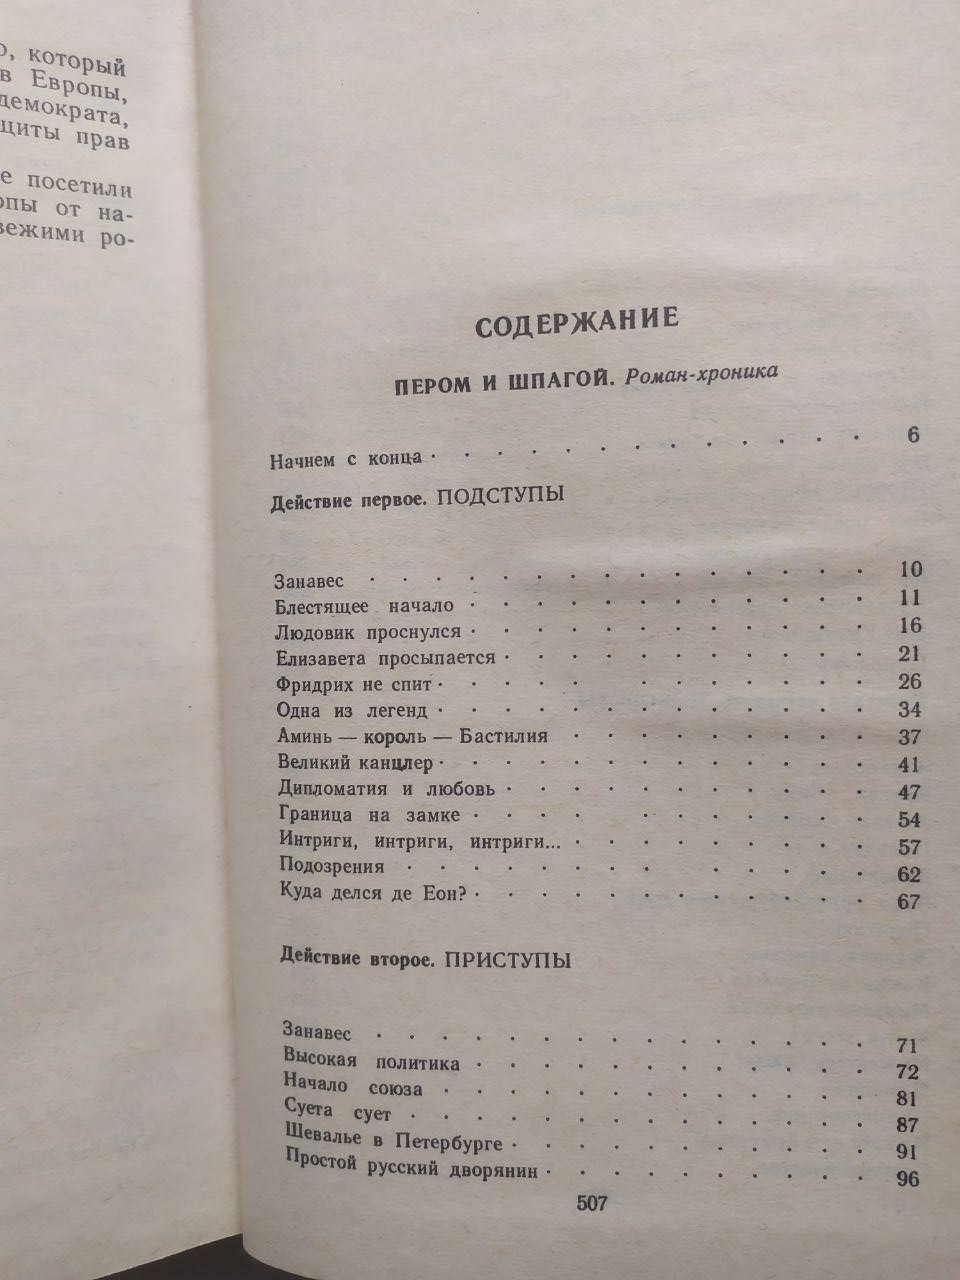 который
в Европы,
демократа,
прав
посетили
от на-
ро-
СОДЕРЖАНИЕ
ПЕРОМ И ШПАГОЙ. Роман-хроника
Начнем с конца 6
Действие первое. ПОДСТУПЫ
Занавес 10
Блестящее начало 11
Людовик проснулся 16
Елизавета просыпается 21
Фридрих не спит 26
Одна из легенд 34
Аминь — король — Бастилия 37
Великий канцлер 41
Дипломатия и любовь 47
Граница на замке 54
Интриги, интриги, интриги... 57
Подозрения 62
Куда делся де Еон? 67
Действие второе. ПРИСТУПЫ
Занавес 71
Высокая политика 72
Начало союза 81
Суета сует 87
Шевалье в Петербурге 91
Простой русский дворянин 96
507